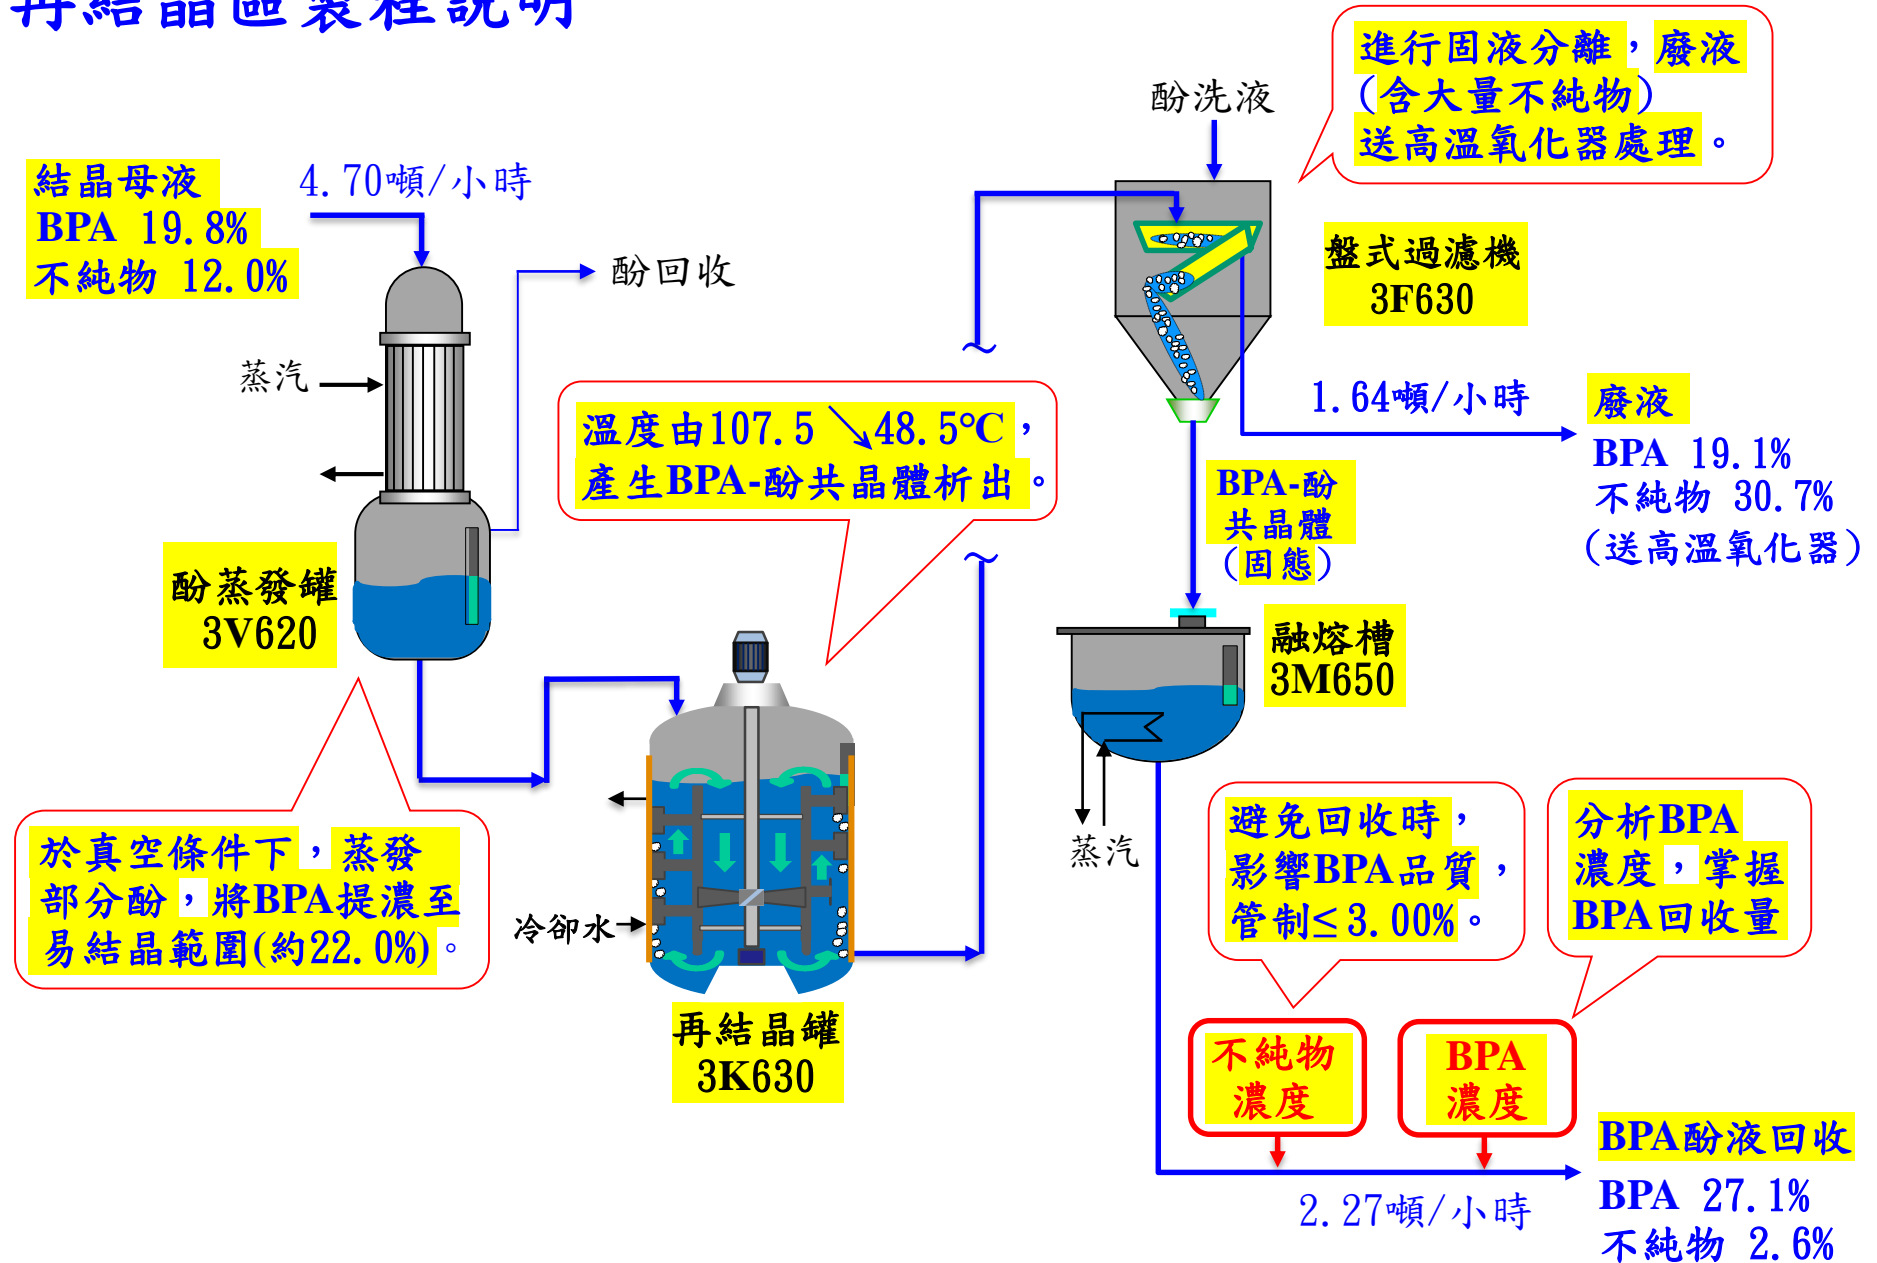 再結晶區製程說明
結晶母液
BPA 19.8%
不純物 12.0%
4.70噸/小時
酚回收
蒸汽
酚蒸發罐
3V620
於真空條件下，蒸發
部分酚，將BPA提濃至
易結晶範圍(約22.0%)。
溫度由107.5↘48.5°C，
產生BPA-酚共晶體析出。
冷卻水
再結晶罐
3K630
酚洗液
進行固液分離，廢液
(含大量不純物)
送高溫氧化器處理。
盤式過濾機
3F630
1.64噸/小時
廢液
BPA 19.1%
不純物 30.7%
(送高溫氧化器)
BPA-酚
共晶體
(固態)
融熔槽
3M650
蒸汽
避免回收時，
影響BPA品質，
管制≤3.00%。
分析BPA
濃度，掌握
BPA回收量
不純物
濃度
BPA
濃度
2.27噸/小時
BPA酚液回收
BPA 27.1%
不純物 2.6%